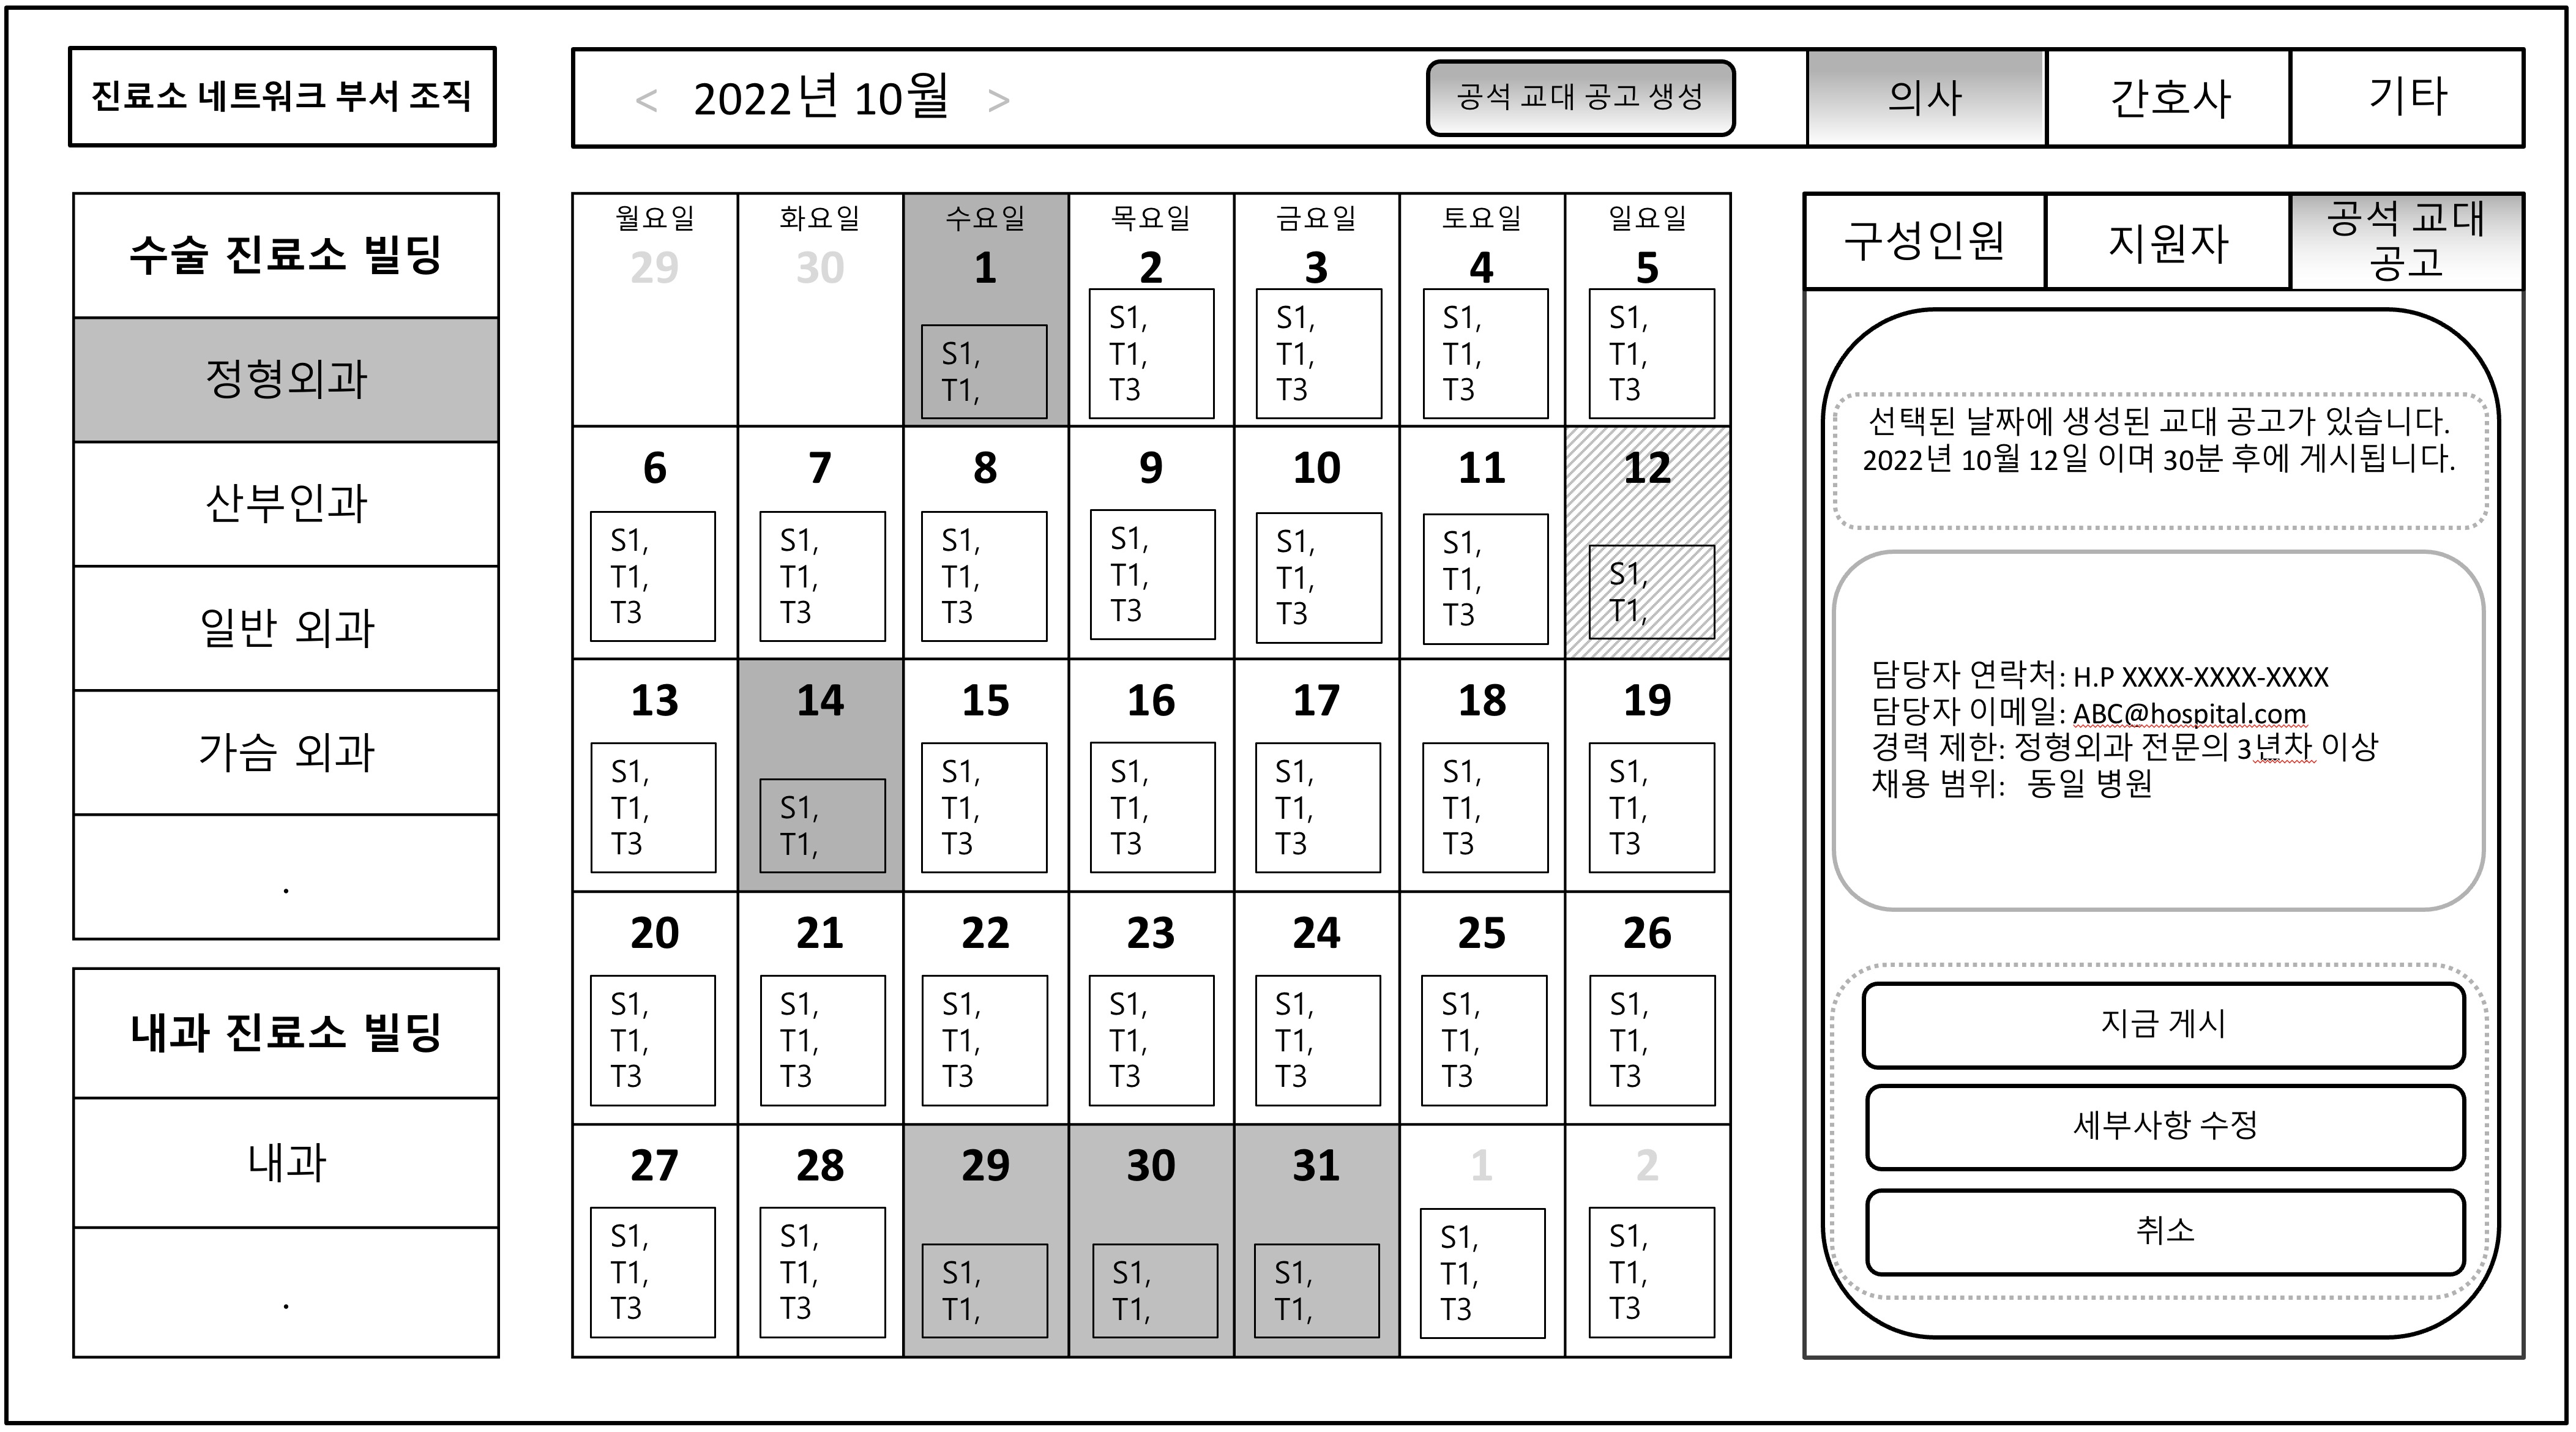 진료소 네트워크 부서 조직
< 2022년 10월 >
공석 교대 공고 생성
의사
간호사
기타
수술 진료소 빌딩
정형외과
산부인과
일반 외과
가슴 외과
.
내과 진료소 빌딩
내과
.
월요일 화요일 수요일 목요일 금요일 토요일 일요일
29 30 1 2 3 4 5
S1, S1, S1, S1,
S1, T1, T1, T1, T1,
T1, T3 T3 T3 T3
6 7 8 9 10 11 12
S1, S1, S1, S1, S1, S1,
T1, T1, T1, T1, T1, T1, S1,
T3 T3 T3 T3 T3 T3 T1,
13 14 15 16 17 18 19
S1, S1, S1, S1, S1, S1,
T1, S1, T1, T1, T1, T1, T1,
T3 T1, T3 T3 T3 T3 T3
20 21 22 23 24 25 26
S1, S1, S1, S1, S1, S1, S1,
T1, T1, T1, T1, T1, T1, T1,
T3 T3 T3 T3 T3 T3 T3
27 28 29 30 31 1 2
S1, S1, S1, S1,
T1, T1, S1, S1, S1, T1, T1,
T3 T3 T1, T1, T1, T3 T3
구성인원
지원자
공석 교대
공고
선택된 날짜에 생성된 교대 공고가 있습니다.
2022년 10월 12일 이며 30분 후에 게시됩니다.
담당자 연락처: H.P XXXX-XXXX-XXXX
담당자 이메일: ABC@hospital.com
경력 제한: 정형외과 전문의 3년차 이상
채용 범위: 동일 병원
지금 게시
세부사항 수정
취소